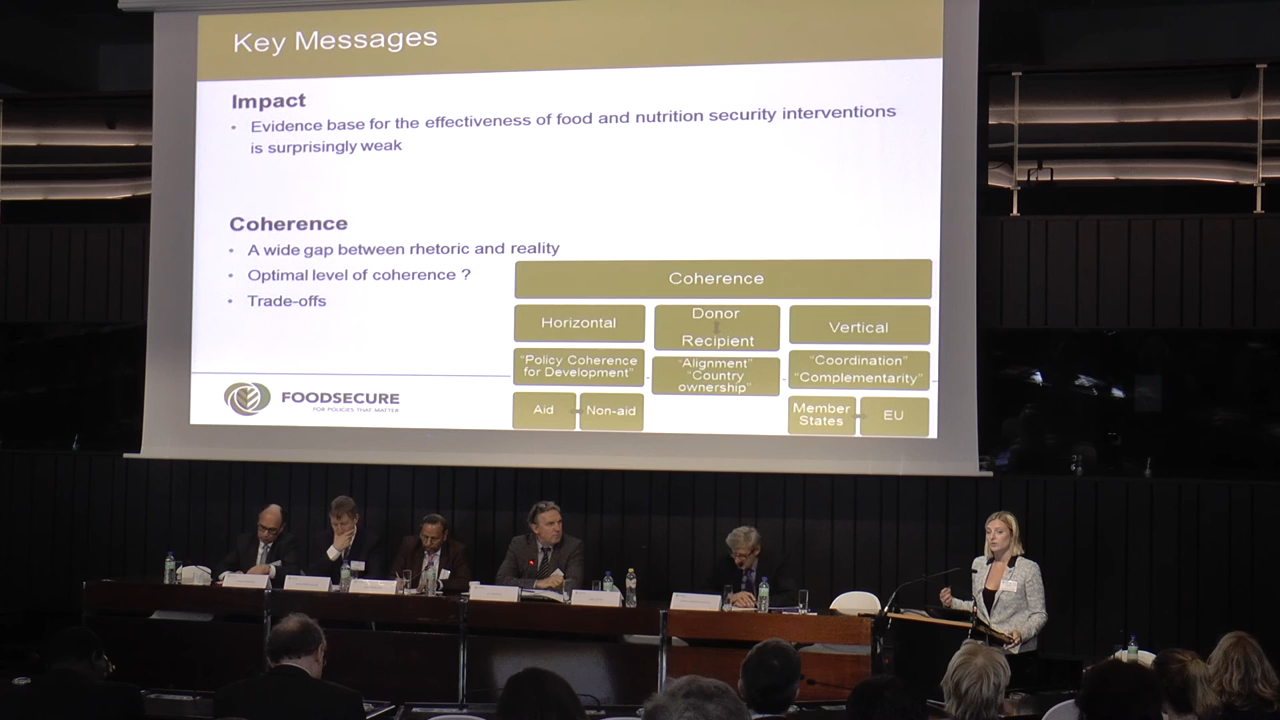 Key Messages
Impact
• Evidence base for the effectiveness of food and nutrition security interventions
is surprisingly weak
Coherence
• A wide gap between rhetoric and reality
• Optimal level of coherence ?
• Trade-offs
Coherence
Horizontal
Donor
Recipient
Vertical
"Policy Coherence
for Development"
"Alignment"
"Country
ownership"
"Coordination"
"Complementarity"
Aid
Non-aid
Member
States
EU
FOODSECURE
FOR POLICIES THAT MATTER